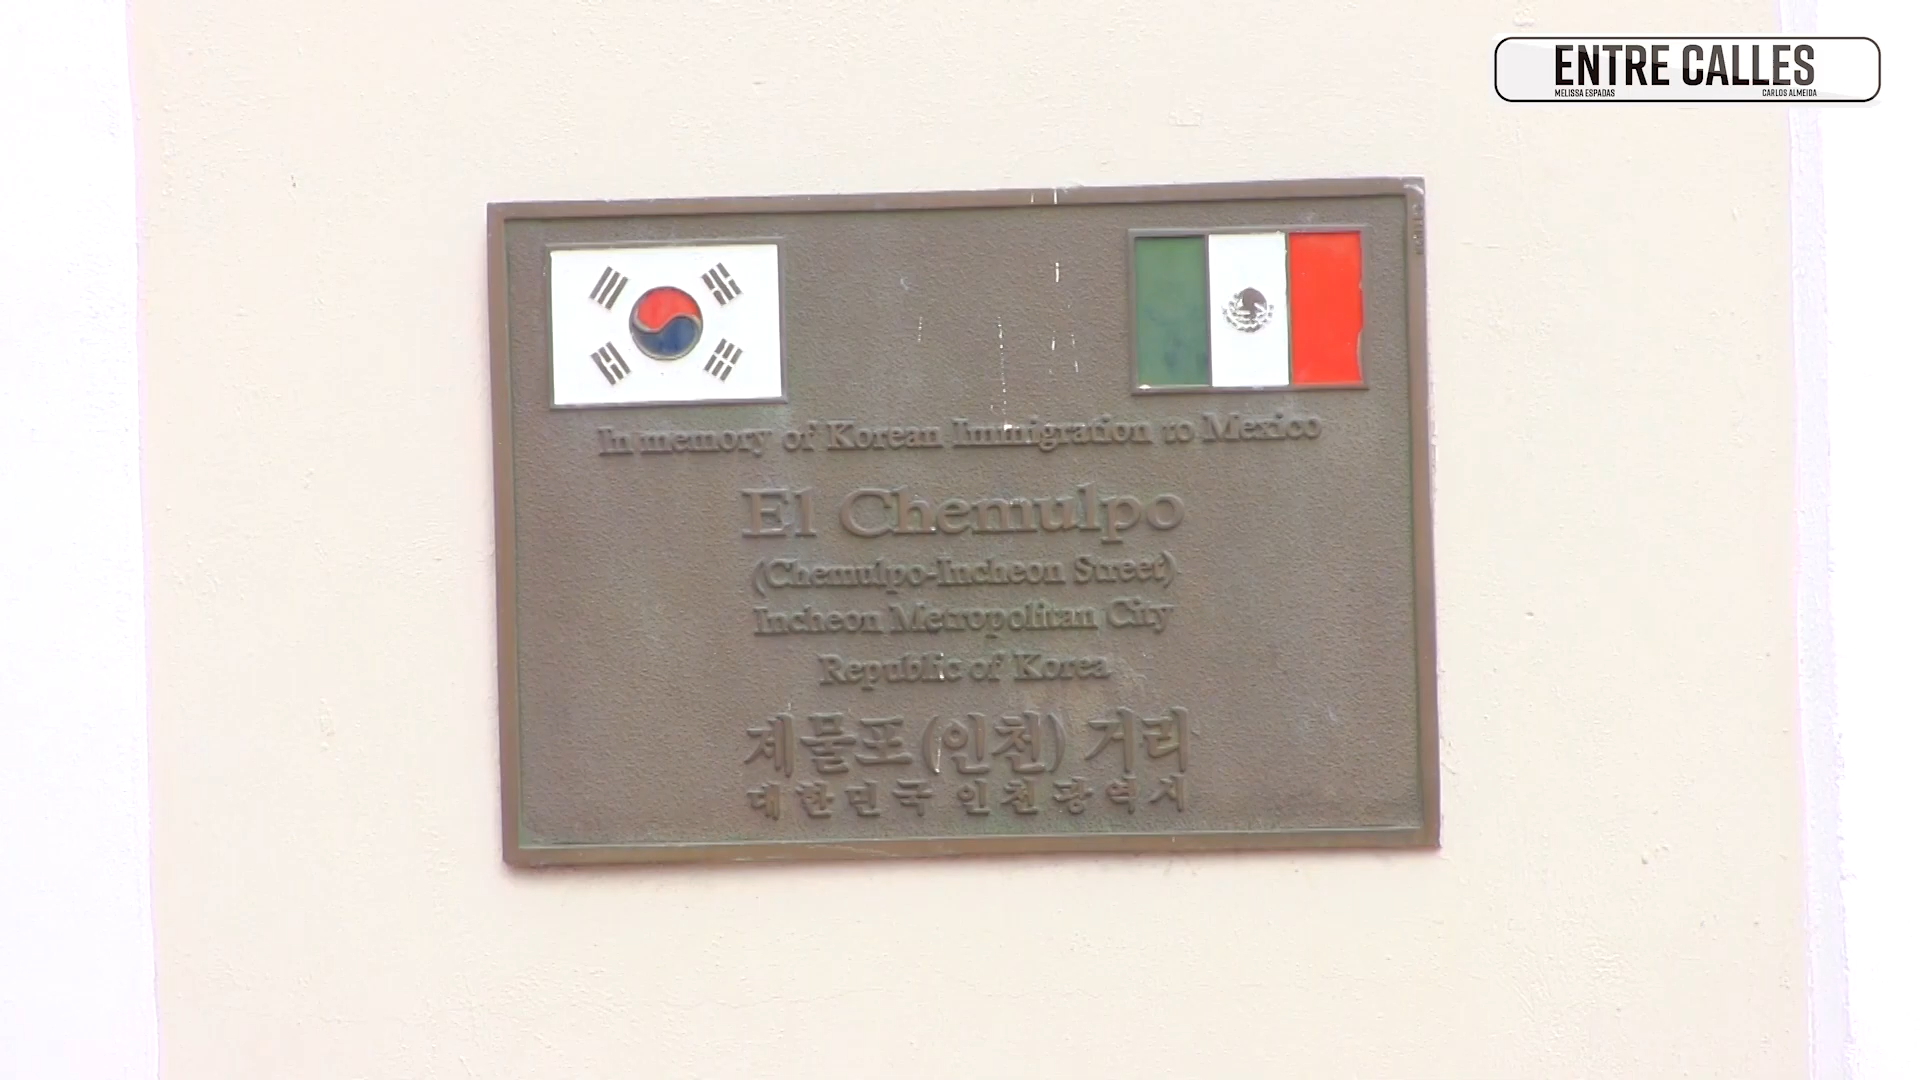 ENTRE CALLES
MELISSA ESPADAS CARLOS ALMEIDA
In memory of Korean Immigration to Mexico
El Chemulpo
(Chemulpo-Incheon Street)
Incheon Metropolitan City
Republic of Korea
제물포(인천) 거리
대한민국 인천광역시